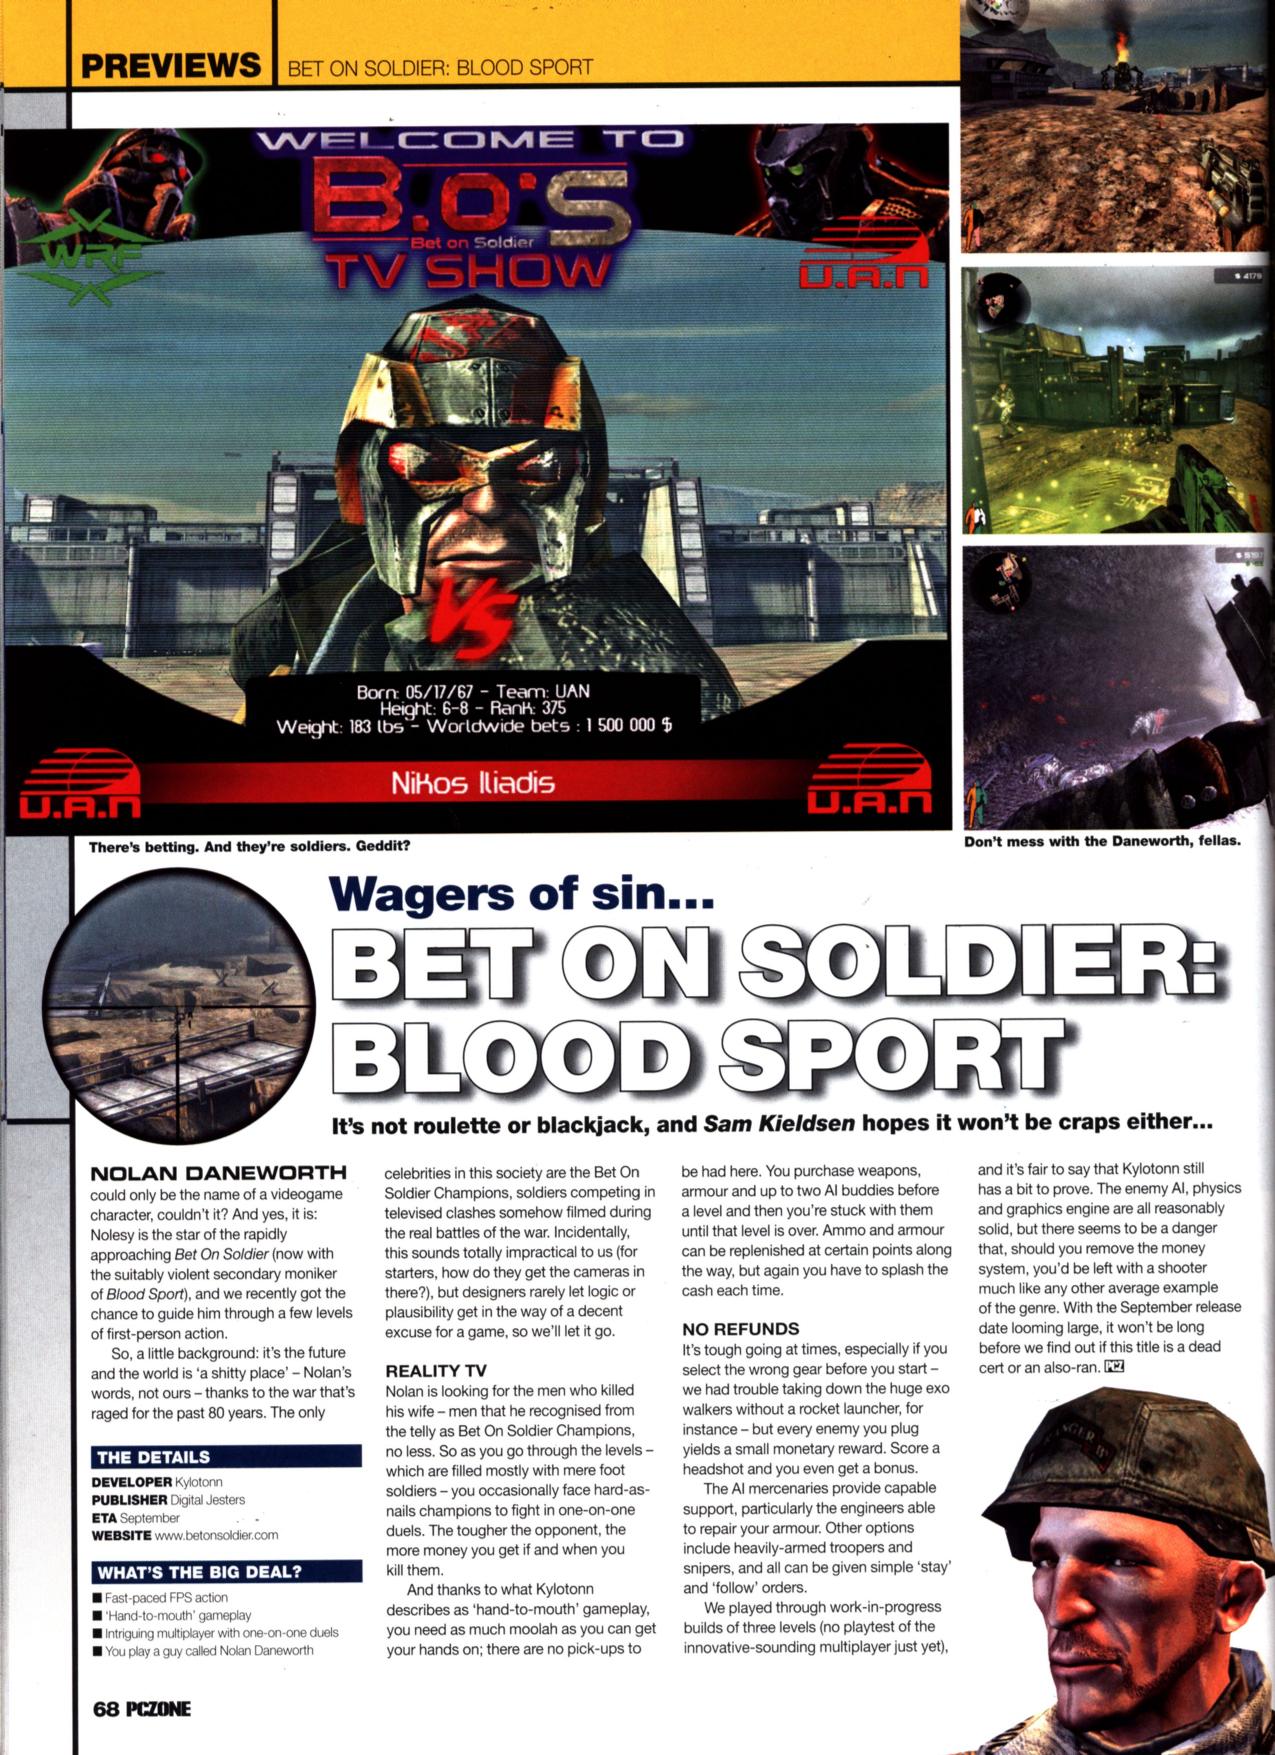 PREVIEWS
BET ON SOLDIER: BLOOD SPORT
WELCOME TO
B.O'S
Bet on Soldier
TV SHOW
WRF
U.A.N
VS
Born: 05/17/67 - Team: UAN
Height: 6-8 - Rank: 375
Weight: 183 lbs - Worldwide bets : 1 500 000 $
U.A.N
Nikos Iliadis
U.A.N
$ 4179
There's betting. And they're soldiers. Geddit?
Don't mess with the Daneworth, fellas.
Wagers of sin...
BET ON SOLDIER:
BLOOD SPORT
It's not roulette or blackjack, and Sam Kieldsen hopes it won't be craps either...
NOLAN DANEWORTH
could only be the name of a videogame
character, couldn't it? And yes, it is:
Nolesy is the star of the rapidly
approaching Bet On Soldier (now with
the suitably violent secondary moniker
of Blood Sport), and we recently got the
chance to guide him through a few levels
of first-person action.
So, a little background: it's the future
and the world is 'a shitty place' – Nolan's
words, not ours – thanks to the war that's
raged for the past 80 years. The only
THE DETAILS
DEVELOPER Kylotonn
PUBLISHER Digital Jesters
ETA September
WEBSITE www.betonsoldier.com
WHAT'S THE BIG DEAL?
■ Fast-paced FPS action
■ 'Hand-to-mouth' gameplay
■ Intriguing multiplayer with one-on-one duels
■ You play a guy called Nolan Daneworth
celebrities in this society are the Bet On
Soldier Champions, soldiers competing in
televised clashes somehow filmed during
the real battles of the war. Incidentally,
this sounds totally impractical to us (for
starters, how do they get the cameras in
there?), but designers rarely let logic or
plausibility get in the way of a decent
excuse for a game, so we'll let it go.
REALITY TV
Nolan is looking for the men who killed
his wife – men that he recognised from
the telly as Bet On Soldier Champions,
no less. So as you go through the levels –
which are filled mostly with mere foot
soldiers – you occasionally face hard-as-
nails champions to fight in one-on-one
duels. The tougher the opponent, the
more money you get if and when you
kill them.
And thanks to what Kylotonn
describes as 'hand-to-mouth' gameplay,
you need as much moolah as you can get
your hands on; there are no pick-ups to
be had here. You purchase weapons,
armour and up to two AI buddies before
a level and then you're stuck with them
until that level is over. Ammo and armour
can be replenished at certain points along
the way, but again you have to splash the
cash each time.
NO REFUNDS
It's tough going at times, especially if you
select the wrong gear before you start –
we had trouble taking down the huge exo
walkers without a rocket launcher, for
instance – but every enemy you plug
yields a small monetary reward. Score a
headshot and you even get a bonus.
The AI mercenaries provide capable
support, particularly the engineers able
to repair your armour. Other options
include heavily-armed troopers and
snipers, and all can be given simple 'stay'
and 'follow' orders.
We played through work-in-progress
builds of three levels (no playtest of the
innovative-sounding multiplayer just yet),
and it's fair to say that Kylotonn still
has a bit to prove. The enemy AI, physics
and graphics engine are all reasonably
solid, but there seems to be a danger
that, should you remove the money
system, you'd be left with a shooter
much like any other average example
of the genre. With the September release
date looming large, it won't be long
before we find out if this title is a dead
cert or an also-ran. PCZ
68 PCZONE